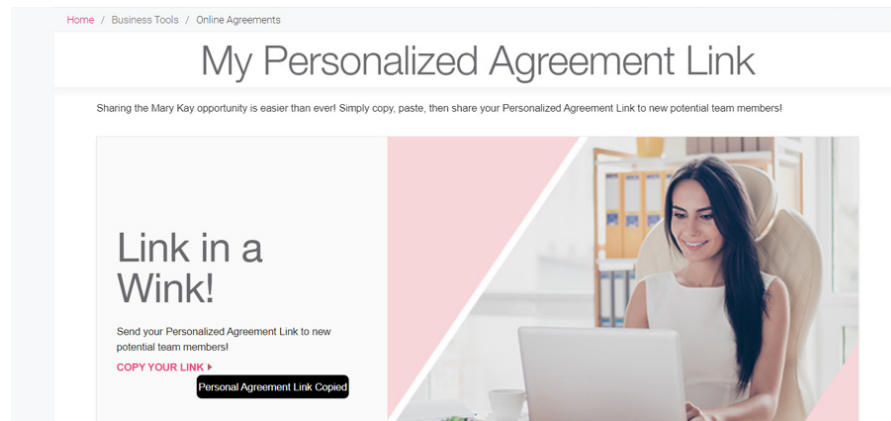 Home / Business Tools / Online Agreements
My Personalized Agreement Link
Sharing the Mary Kay opportunity is easier than ever! Simply copy, paste, then share your Personalized Agreement Link to new potential team members!
Link in a
Wink!
Send your Personalized Agreement Link to new
potential team members!
COPY YOUR LINK
Personal Agreement Link Copied